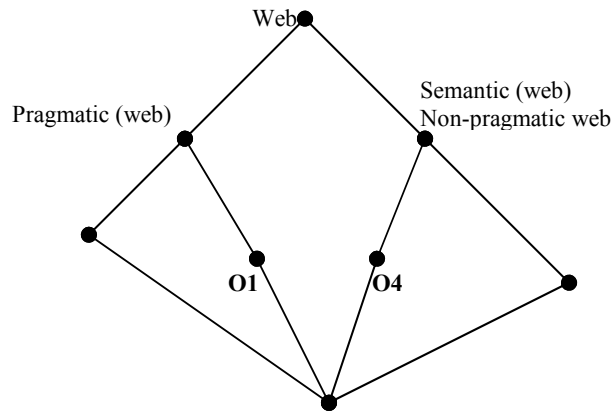 Web
Pragmatic (web)
Semantic (web)
Non-pragmatic web
O1
O4